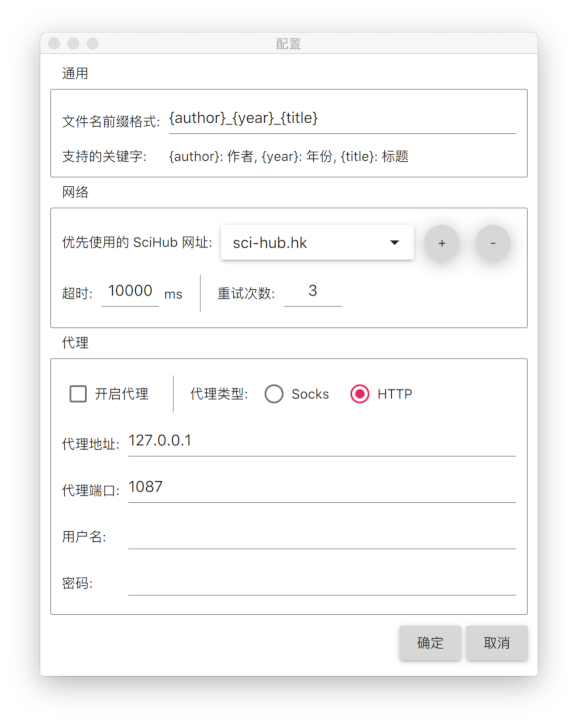 配置
通用
文件名前缀格式: {author}_{year}_{title}
支持的关键字: {author}: 作者, {year}: 年份, {title}: 标题
网络
优先使用的 SciHub 网址: sci-hub.hk + -
超时: 10000 ms 重试次数: 3
代理
开启代理 代理类型: Socks HTTP
代理地址: 127.0.0.1
代理端口: 1087
用户名:
密码:
确定 取消